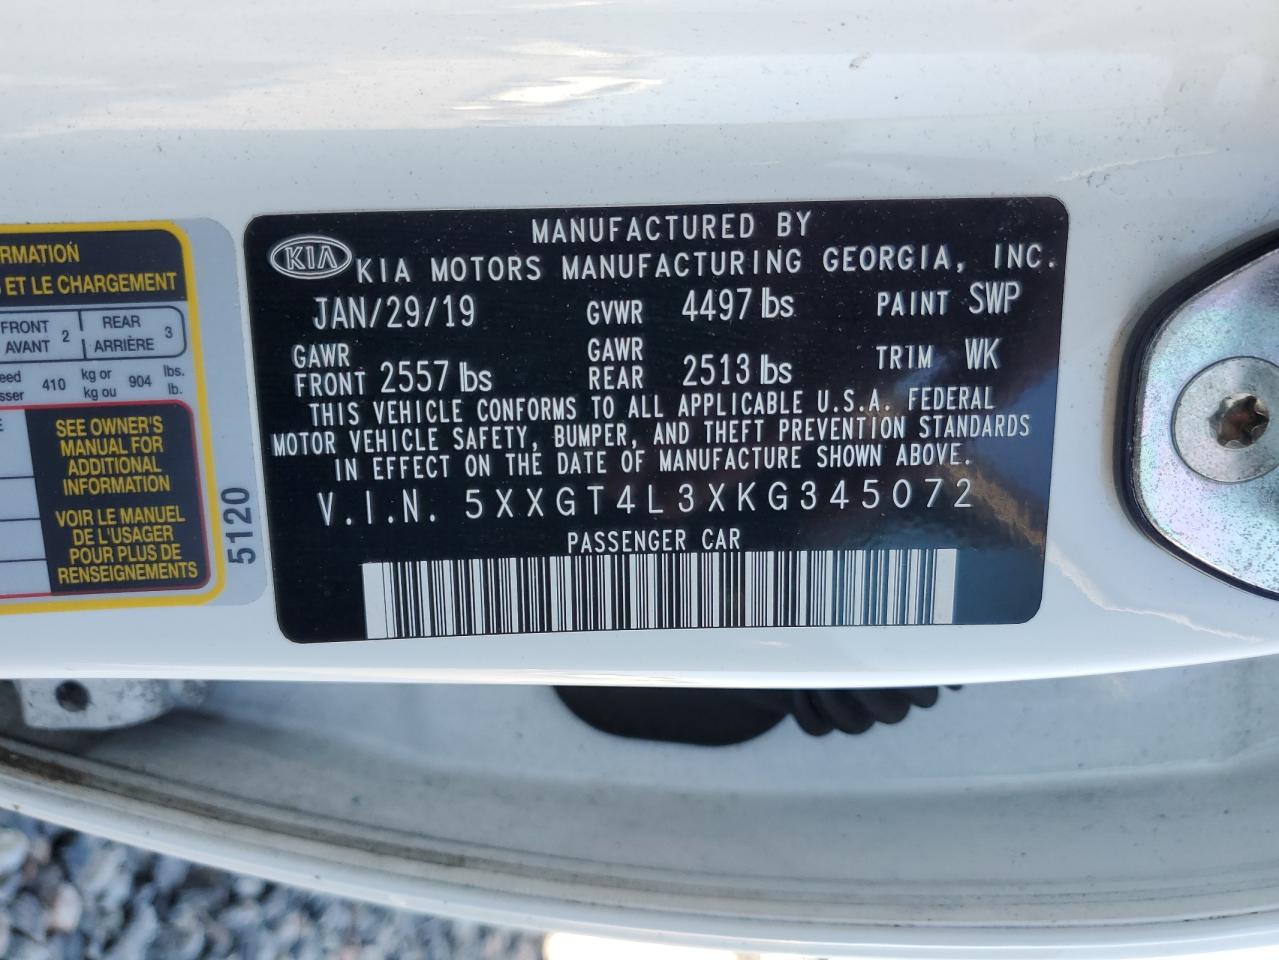 RMATION
ET LE CHARGEMENT
FRONT
AVANT 2
REAR
ARRIÈRE 3
eed
sser 410 kg or
kg ou 904 lbs.
lb.
SEE OWNER'S
MANUAL FOR
ADDITIONAL
INFORMATION
VOIR LE MANUEL
DE L'USAGER
POUR PLUS DE
RENSEIGNEMENTS
5120
MANUFACTURED BY
KIA KIA MOTORS MANUFACTURING GEORGIA, INC.
JAN/29/19 GVWR 4497 lbs PAINT SWP
GAWR
FRONT 2557 lbs GAWR
REAR 2513 lbs TRIM WK
THIS VEHICLE CONFORMS TO ALL APPLICABLE U.S.A. FEDERAL
MOTOR VEHICLE SAFETY, BUMPER, AND THEFT PREVENTION STANDARDS
IN EFFECT ON THE DATE OF MANUFACTURE SHOWN ABOVE.
V.I.N. 5XXGT4L3XKG345072
PASSENGER CAR